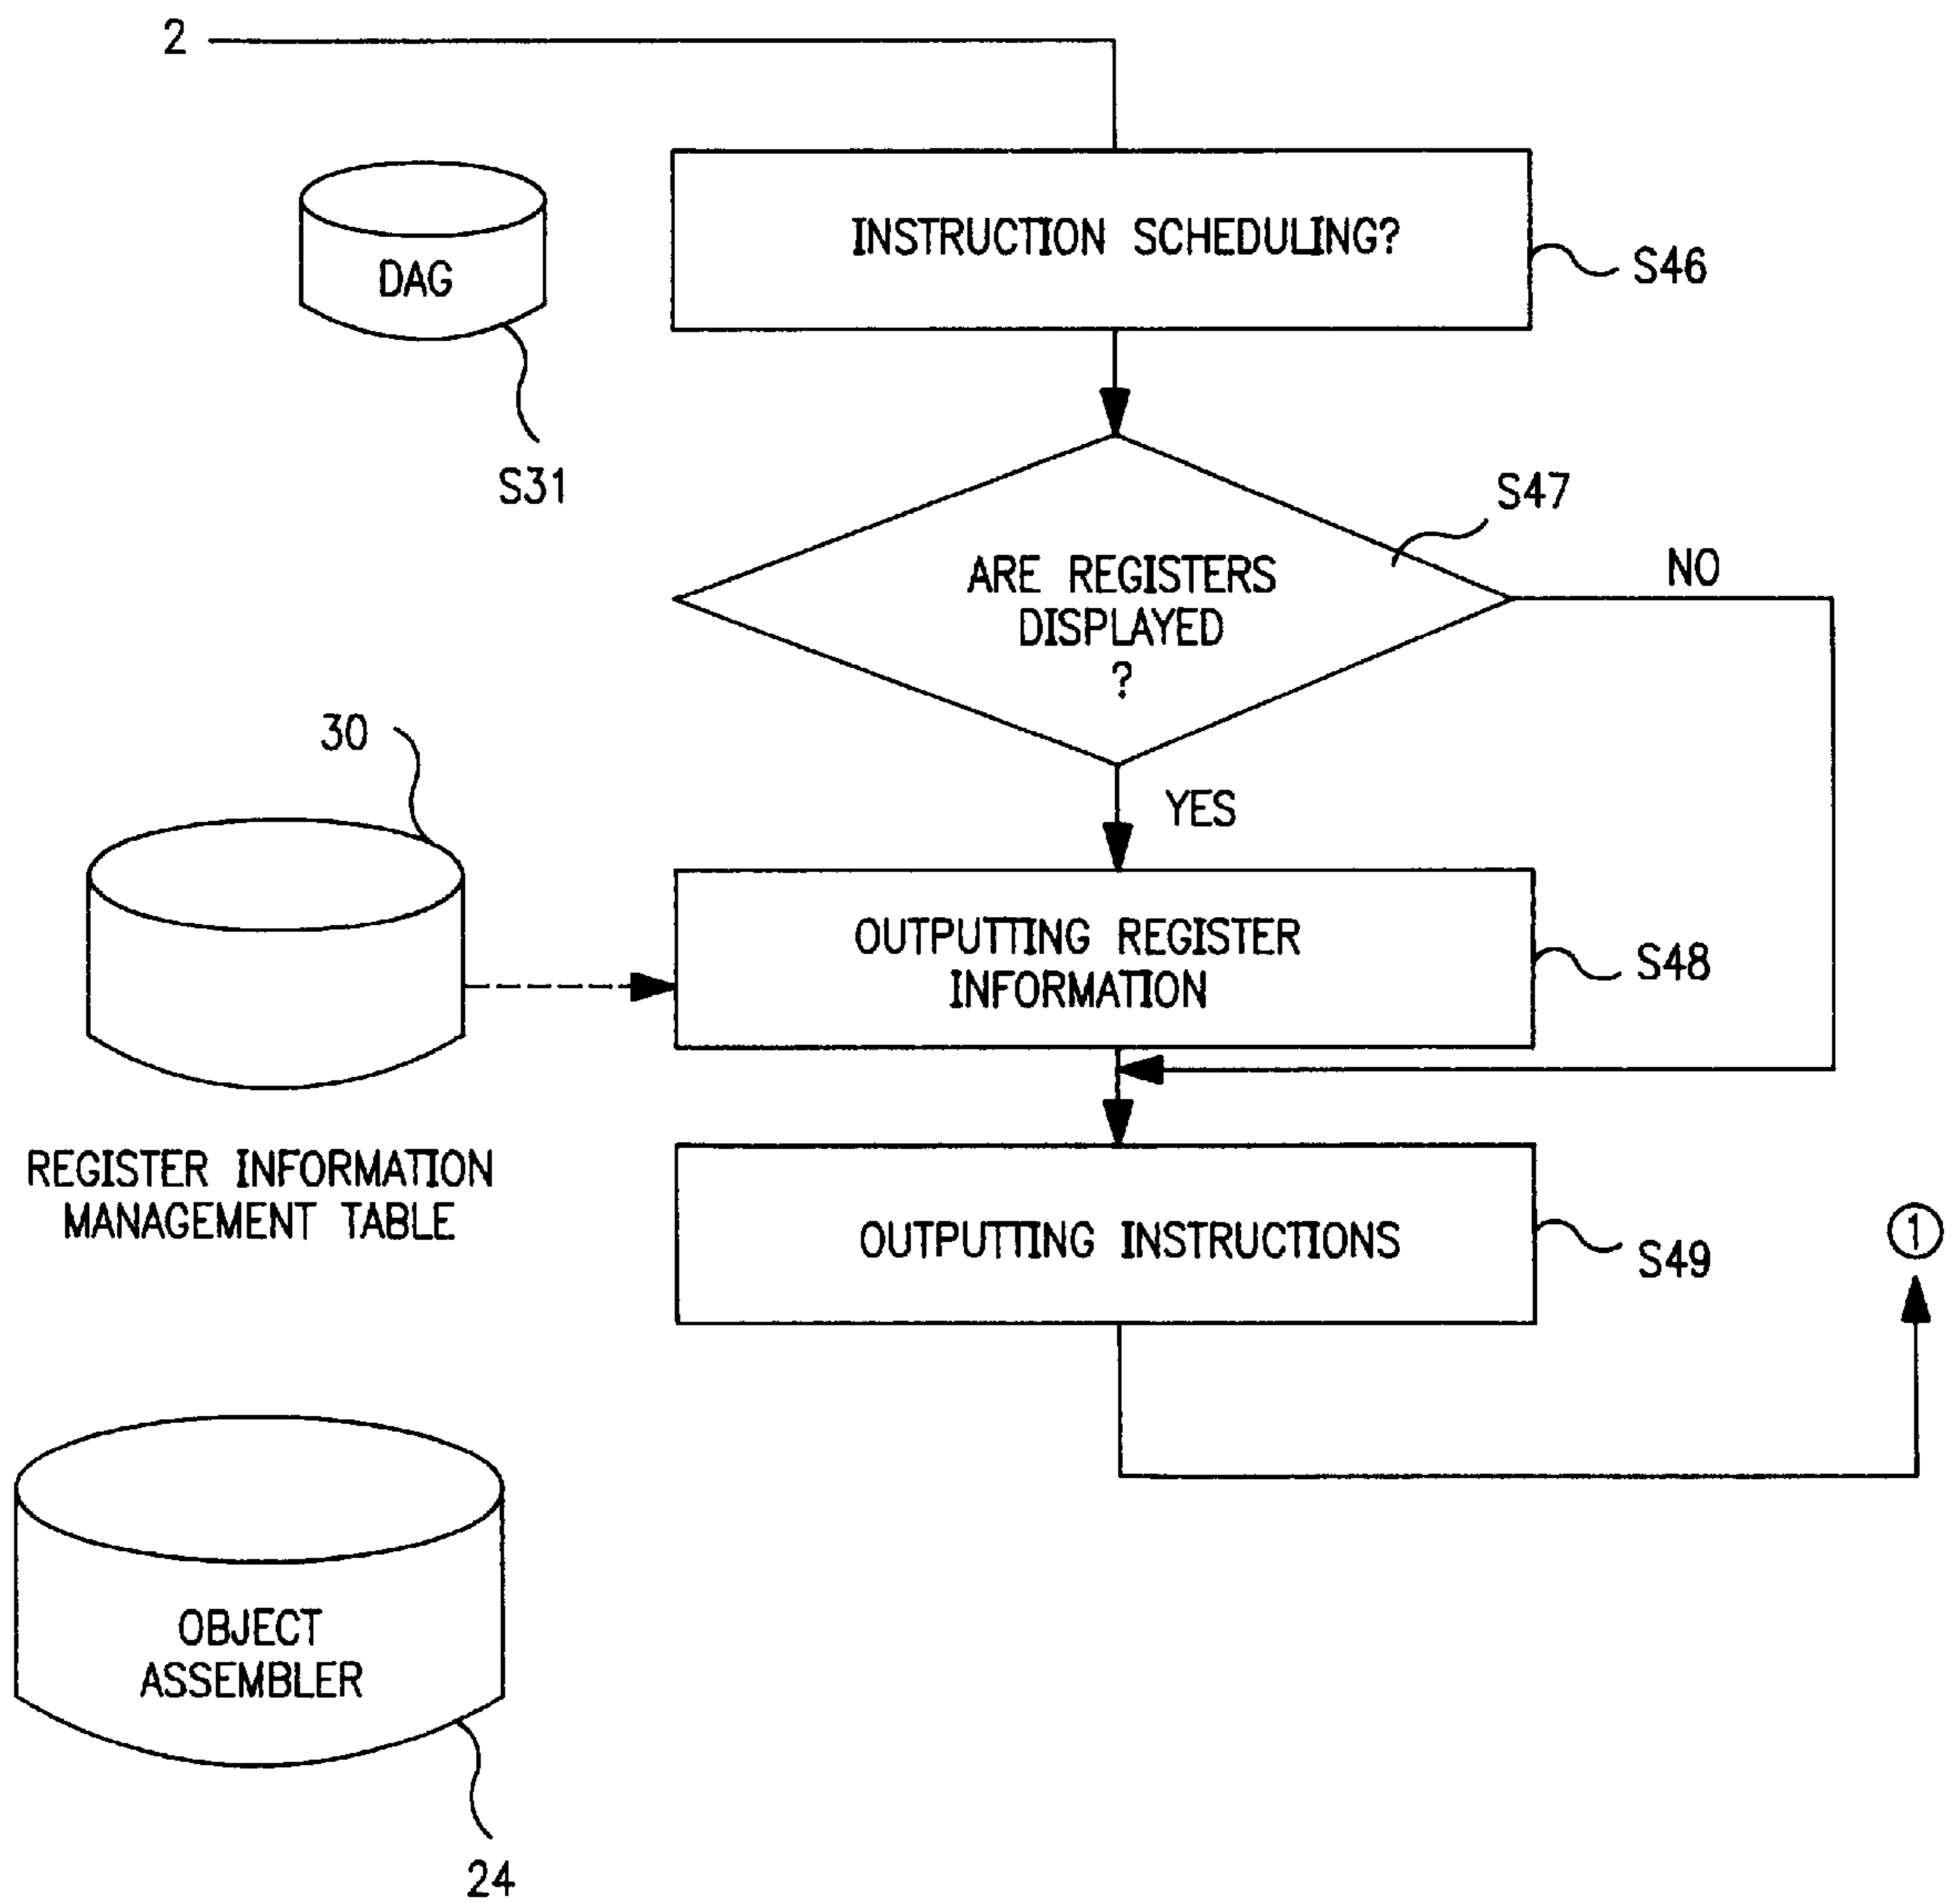 2
INSTRUCTION SCHEDULING?
S46
DAG
S31
S47
ARE REGISTERS
DISPLAYED
?
NO
YES
30
OUTPUTTING REGISTER
INFORMATION
S48
REGISTER INFORMATION
MANAGEMENT TABLE
OUTPUTTING INSTRUCTIONS
S49
1
OBJECT
ASSEMBLER
24